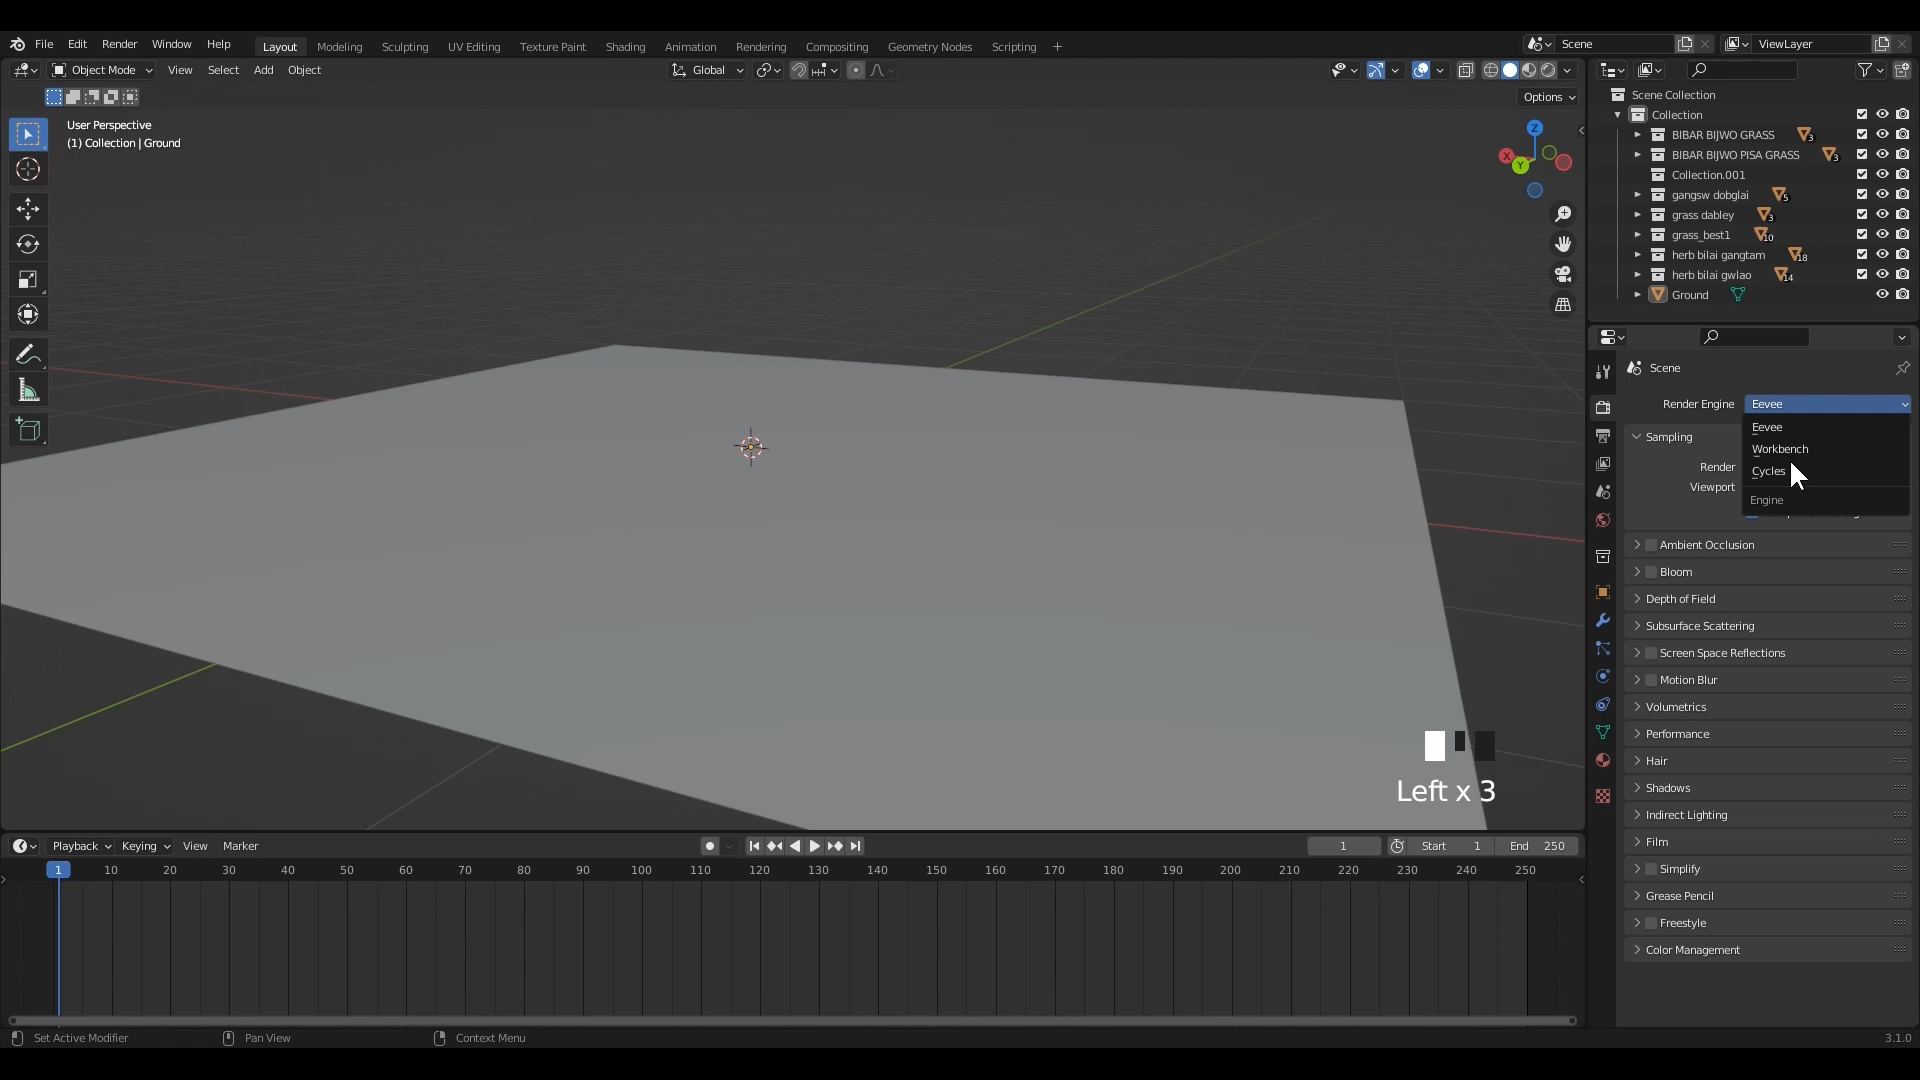 File Edit Render Window Help Layout Modeling Sculpting UV Editing Texture Paint Shading Animation Rendering Compositing Geometry Nodes Scripting + Scene ViewLayer
Object Mode View Select Add Object Global
Options
User Perspective
(1) Collection | Ground
Z
X
Y
Scene Collection
Collection
BIBAR BIJWO GRASS 3
BIBAR BIJWO PISA GRASS 3
Collection.001
gangsw dobglai 5
grass dabley 3
grass_best1 10
herb bilai gangtam 18
herb bilai gwlao 14
Ground
Scene
Render Engine Eevee
Eevee
Workbench
Cycles
Engine
Sampling
Render
Viewport
Ambient Occlusion
Bloom
Depth of Field
Subsurface Scattering
Screen Space Reflections
Motion Blur
Volumetrics
Performance
Hair
Shadows
Indirect Lighting
Film
Simplify
Grease Pencil
Freestyle
Color Management
Left x 3
Playback Keying View Marker 1 Start 1 End 250
1 10 20 30 40 50 60 70 80 90 100 110 120 130 140 150 160 170 180 190 200 210 220 230 240 250
Set Active Modifier Pan View Context Menu 3.1.0